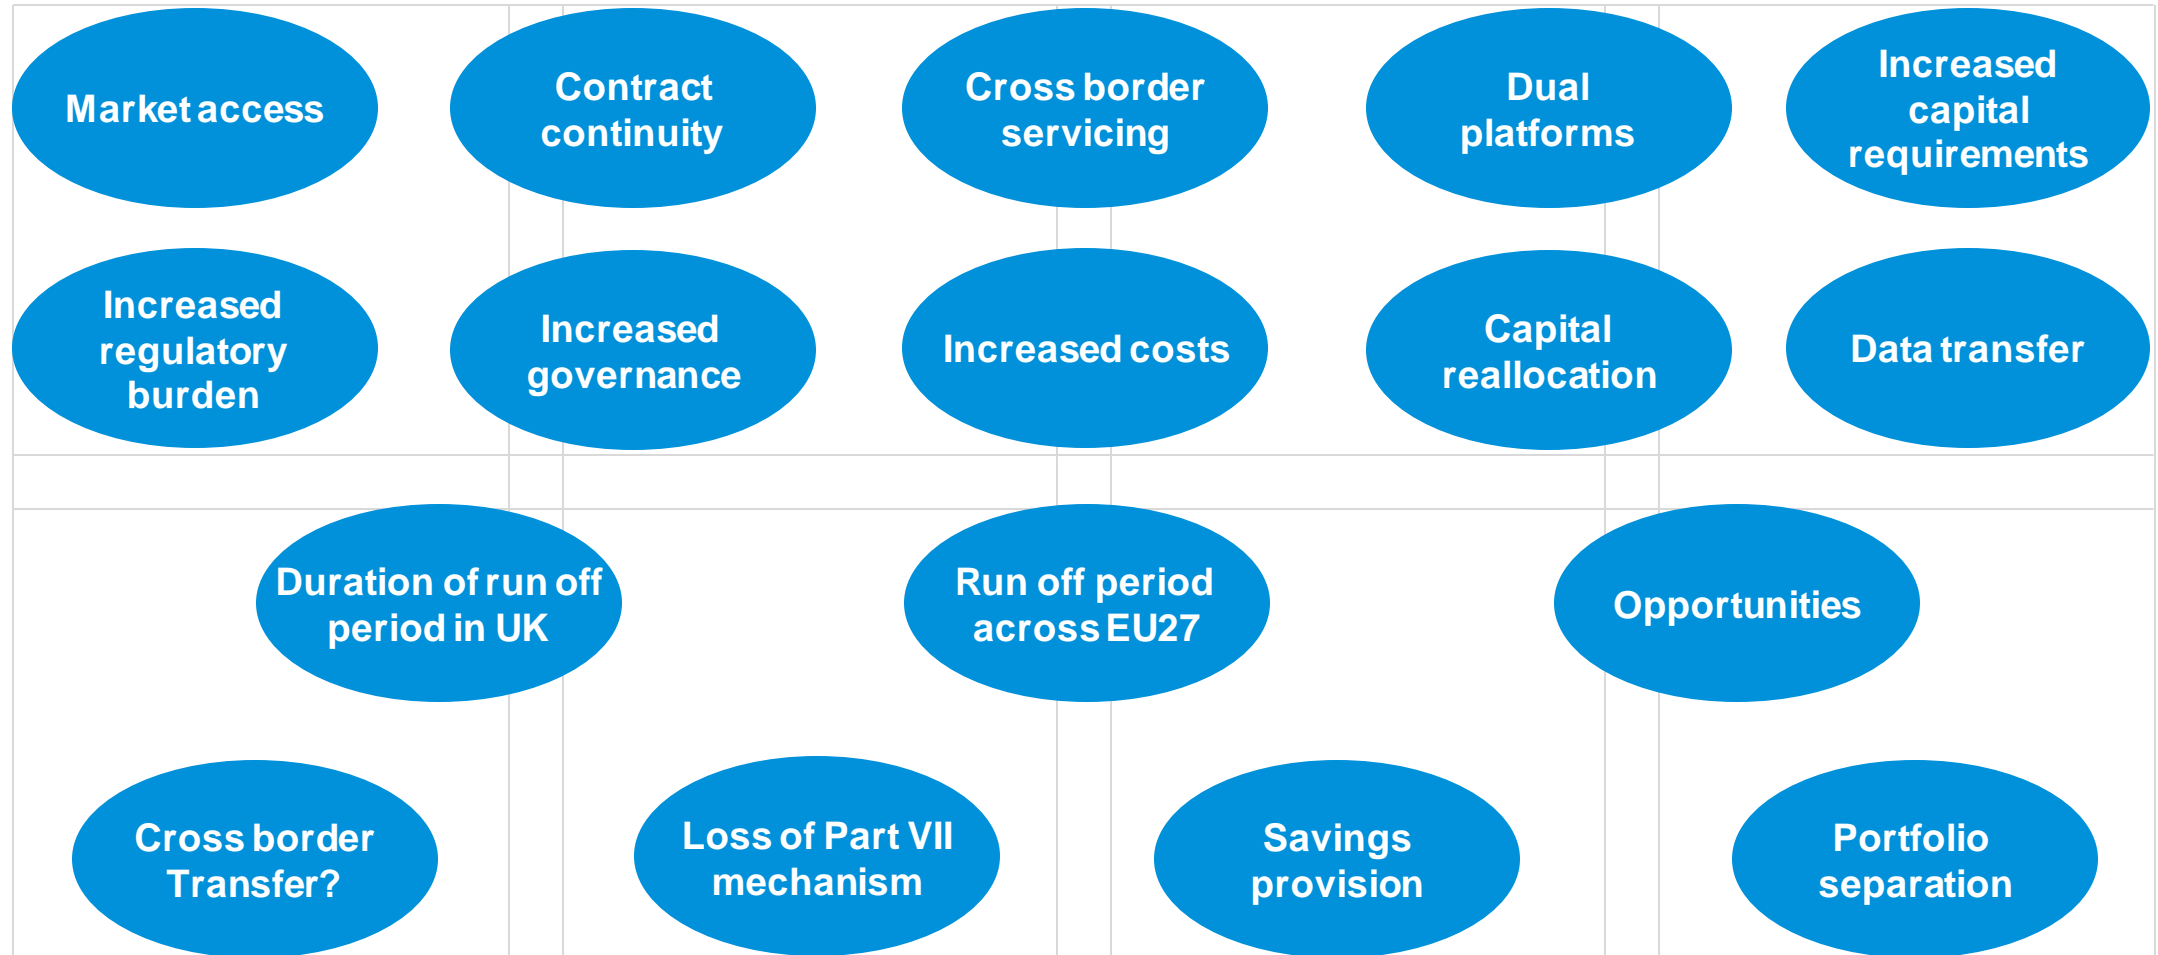 Market access
Contract
continuity
Cross border
servicing
Dual
platforms
Increased
capital
requirements
Increased
regulatory
burden
Increased
governance
Increased costs
Capital
reallocation
Data transfer
Duration of run off
period in UK
Run off period
across EU27
Opportunities
Cross border
Transfer?
Loss of Part VII
mechanism
Savings
provision
Portfolio
separation